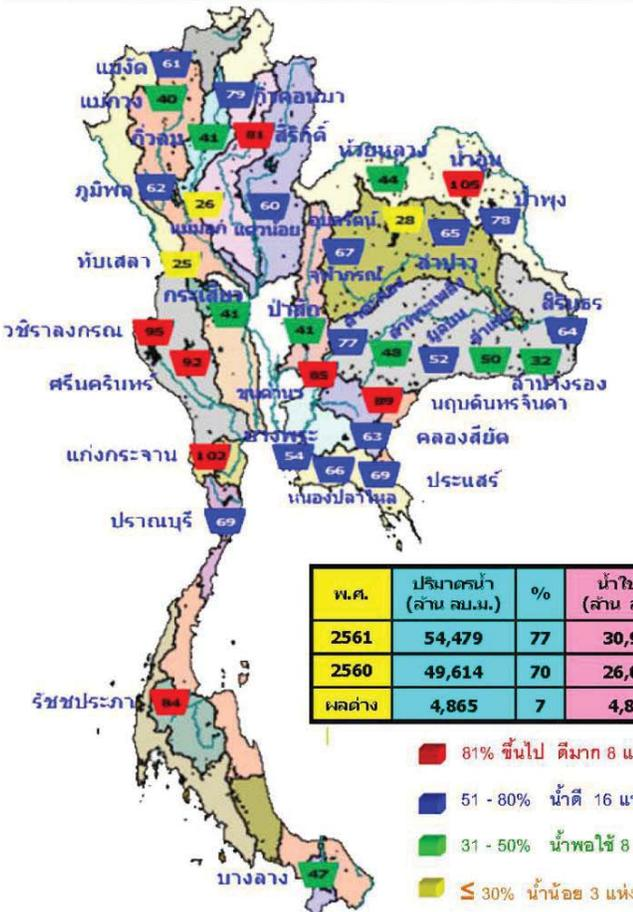 แม่งัด 61
แม่กวง 40
79 กิ่วคอหมา
กิ่วลม 41
81 สิริกิติ์
ภูมิพล 62
26
แควน้อย 60
ห้วยหลวง 44
น้ำอูน 105
น้ำพุง 78
อุบลรัตน์ 28
65 ลำปาว
67 จุฬาภรณ์
ทับเสลา 25
กระเสียว 41
ป่าสัก 41
สิรินธร 64
วชิราลงกรณ 95
77
48
52
50
32
ศรีนครินทร์ 92
ลำนางรอง
85
89 นฤบดินทรจินดา
63 คลองสียัด
แก่งกระจาน 102
บางพระ 54
66 หนองปลาไหล
69 ประแสร์
ปราณบุรี 69
พ.ศ. ปริมาตรน้ำ (ล้าน ลบ.ม.) %
2561 54,479 77
2560 49,614 70
ผลต่าง 4,865 7
รัชชประภา 84
81% ขึ้นไป ดีมาก 8
51 - 80% น้ำดี 16
31 - 50% น้ำพอใช้ 8
≤ 30% น้ำน้อย 3 แห่ง
บางลาง 47